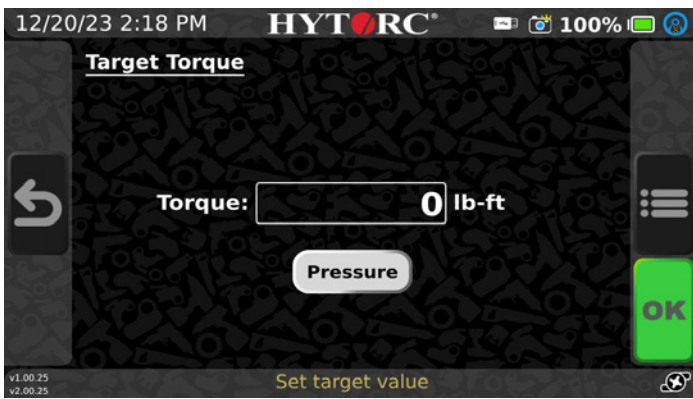 12/20/23 2:18 PM HYTORC® 100%
Target Torque
Torque: 0 lb-ft
Pressure
OK
v1.00.25
v2.00.25
Set target value